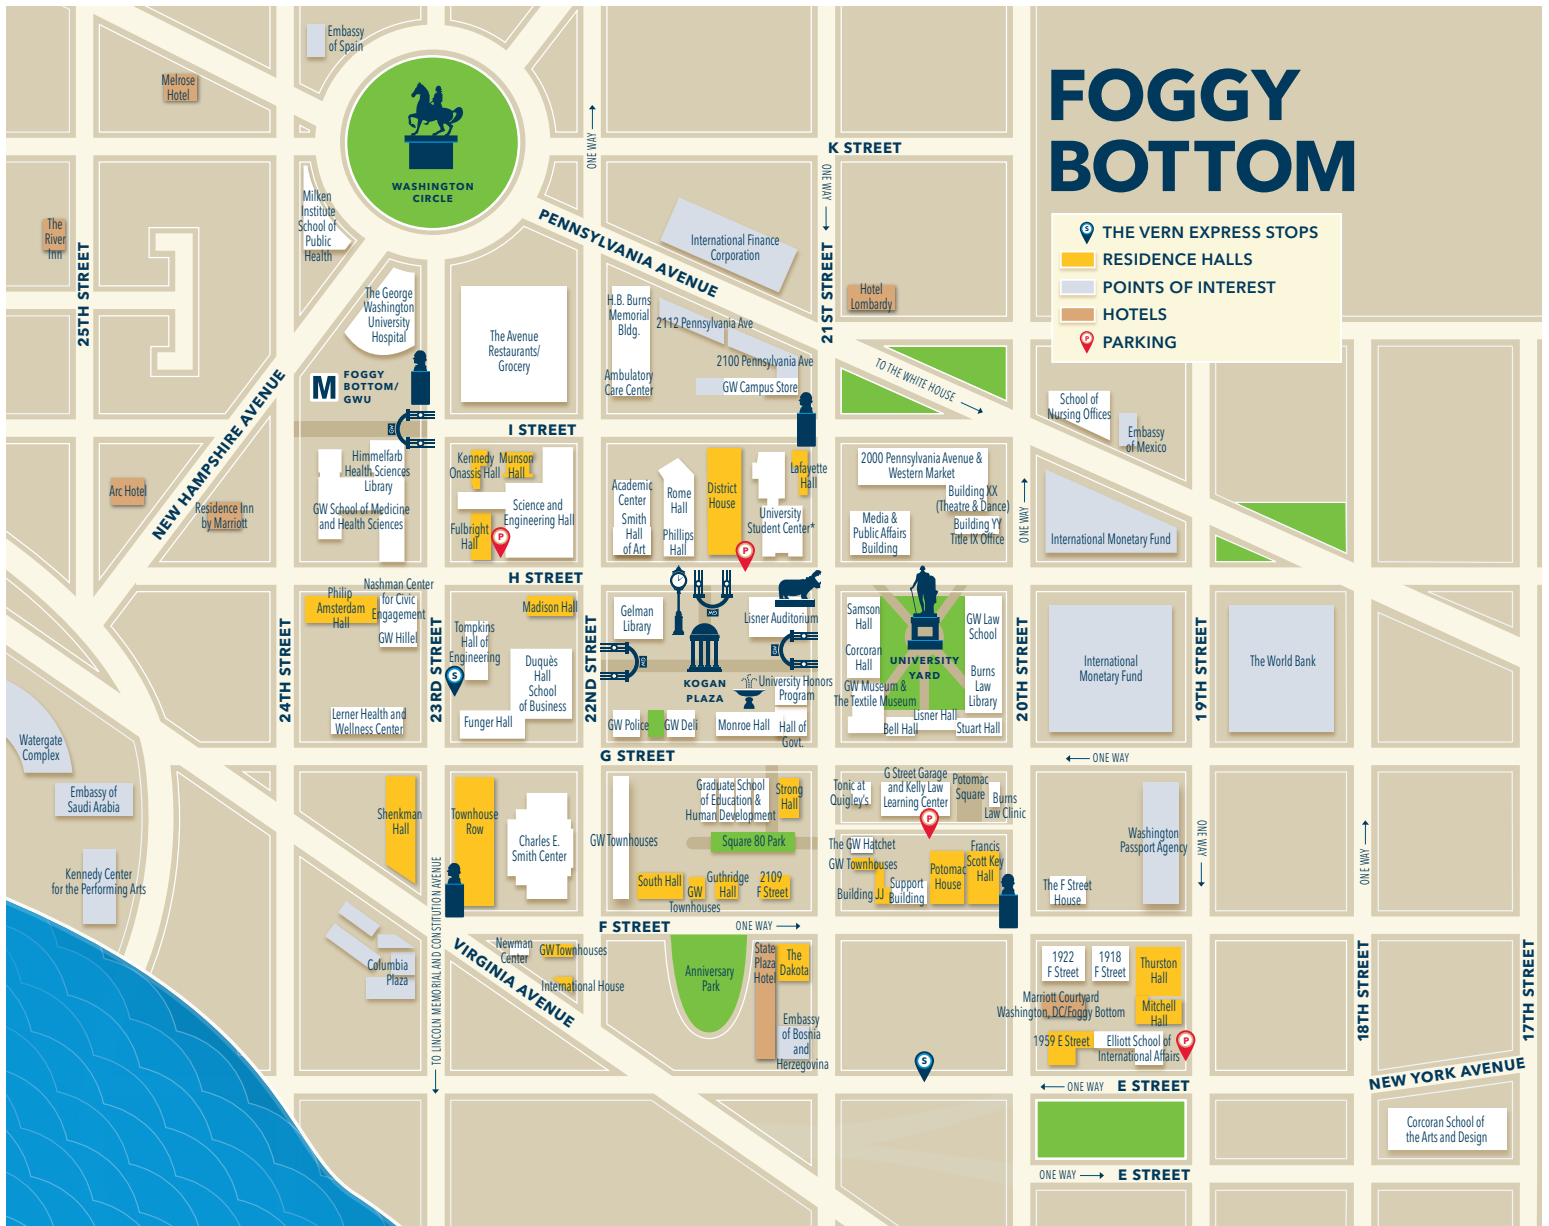 FOGGY
BOTTOM
S THE VERN EXPRESS STOPS
RESIDENCE HALLS
POINTS OF INTEREST
HOTELS
P PARKING
Embassy
of Spain
Melrose
Hotel
WASHINGTON
CIRCLE
ONE WAY
K STREET
ONE WAY
Milken
Institute
School of
Public
Health
The
River
Inn
25TH STREET
PENNSYLVANIA AVENUE
International Finance
Corporation
21ST STREET
Hotel
Lombardy
The George
Washington
University
Hospital
The Avenue
Restaurants/
Grocery
H.B. Burns
Memorial
Bldg.
2112 Pennsylvania Ave
2100 Pennsylvania Ave
Ambulatory
Care Center
GW Campus Store
TO THE WHITE HOUSE
M
FOGGY
BOTTOM/
GWU
GW
NEW HAMPSHIRE AVENUE
I STREET
School of
Nursing Offices
Embassy
of Mexico
Himmelfarb
Health Sciences
Library
GW School of Medicine
and Health Sciences
Kennedy
Onassis Hall
Munson
Hall
Science and
Engineering Hall
Fulbright
Hall
P
Academic
Center
Smith
Hall
of Art
Rome
Hall
Phillips
Hall
District
House
P
Lafayette
Hall
University
Student Center*
2000 Pennsylvania Avenue &
Western Market
Building XX
(Theatre & Dance)
Building YY
Title IX Office
Media &
Public Affairs
Building
ONE WAY
International Monetary Fund
Arc Hotel
Residence Inn
by Marriott
H STREET
Philip
Amsterdam
Hall
Nashman Center
for Civic
Engagement
GW Hillel
24TH STREET
23RD STREET
Lerner Health and
Wellness Center
Tompkins
Hall of
Engineering
S
Madison Hall
Duquès
Hall
School
of Business
Funger Hall
22ND STREET
Gelman
Library
GW
GW
GW
KOGAN
PLAZA
Lisner Auditorium
University Honors
Program
GW Police
GW Deli
Monroe Hall
Hall of
Govt.
Samson
Hall
Corcoran
Hall
GW Museum &
The Textile Museum
UNIVERSITY
YARD
GW Law
School
Burns
Law
Library
Lisner Hall
Bell Hall
Stuart Hall
20TH STREET
International
Monetary Fund
19TH STREET
The World Bank
G STREET
ONE WAY
Watergate
Complex
Embassy of
Saudi Arabia
Kennedy Center
for the Performing Arts
Shenkman
Hall
Townhouse
Row
Charles E.
Smith Center
GW Townhouses
Graduate School
of Education &
Human Development
Strong
Hall
Square 80 Park
South Hall
GW
Townhouses
Guthridge
Hall
2109
F Street
Tonic at
Quigley's
G Street Garage
and Kelly Law
Learning Center
P
Potomac
Square
Burns
Law Clinic
The GW Hatchet
GW Townhouses
Building JJ
Support
Building
Potomac
House
Francis
Scott Key
Hall
The F Street
House
Washington
Passport Agency
ONE WAY
ONE WAY
F STREET
ONE WAY
TO LINCOLN MEMORIAL AND CONSTITUTION AVENUE
VIRGINIA AVENUE
Columbia
Plaza
Newman
Center
GW Townhouses
International House
Anniversary
Park
State
Plaza
Hotel
The
Dakota
Embassy
of Bosnia
and
Herzegovina
S
1922
F Street
1918
F Street
Thurston
Hall
Marriott Courtyard
Washington, DC/Foggy Bottom
Mitchell
Hall
1959 E Street
Elliott School of
International Affairs
P
18TH STREET
17TH STREET
ONE WAY
E STREET
NEW YORK AVENUE
Corcoran School of
the Arts and Design
ONE WAY
E STREET